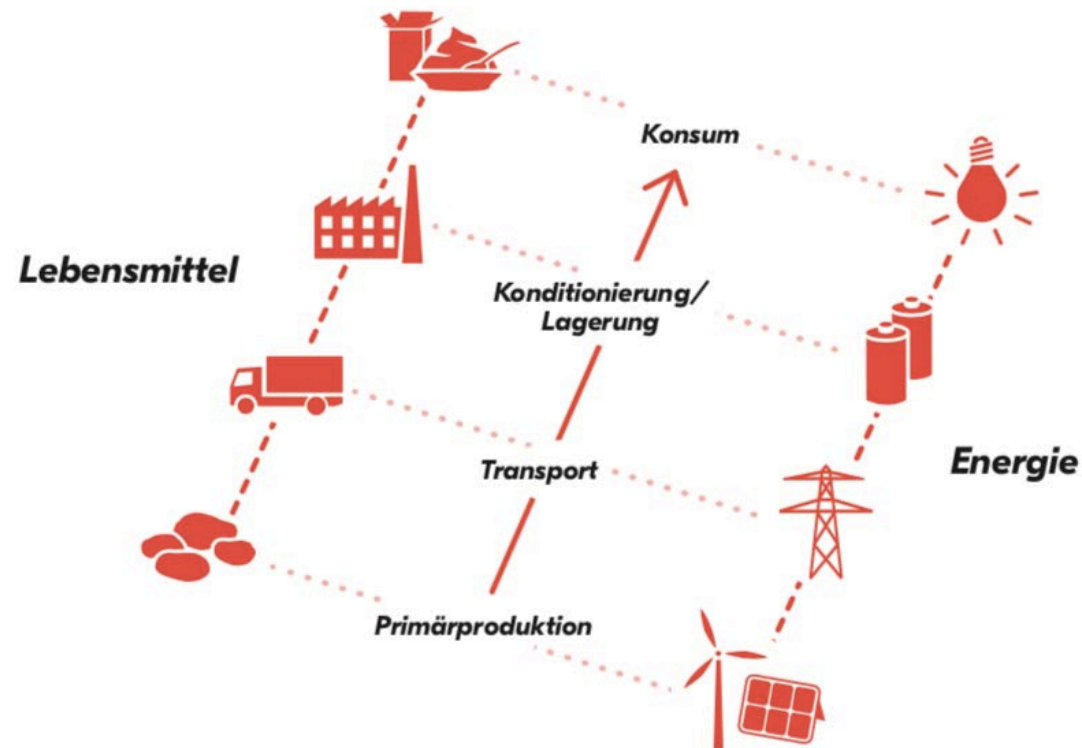 Konsum
Lebensmittel
Konditionierung/
Lagerung
Energie
Transport
Primärproduktion